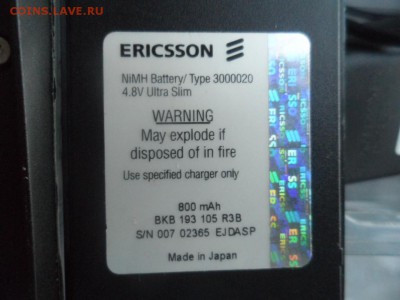 COINS.LAVE.RU
ERICSSON
NiMH Battery/ Type 3000020
4.8V Ultra Slim
WARNING
May explode if
disposed of in fire
Use specified charger only
800 mAh
BKB 193 105 R3B
S/N 007 02365 EJDASP
Made in Japan